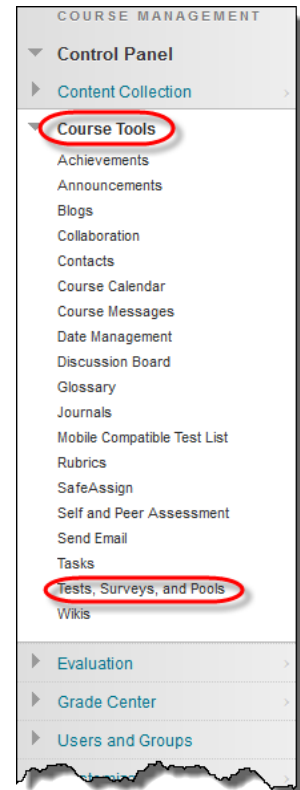 COURSE MANAGEMENT
Control Panel
Content Collection
Course Tools
Achievements
Announcements
Blogs
Collaboration
Contacts
Course Calendar
Course Messages
Date Management
Discussion Board
Glossary
Journals
Mobile Compatible Test List
Rubrics
SafeAssign
Self and Peer Assessment
Send Email
Tasks
Tests, Surveys, and Pools
Wikis
Evaluation
Grade Center
Users and Groups